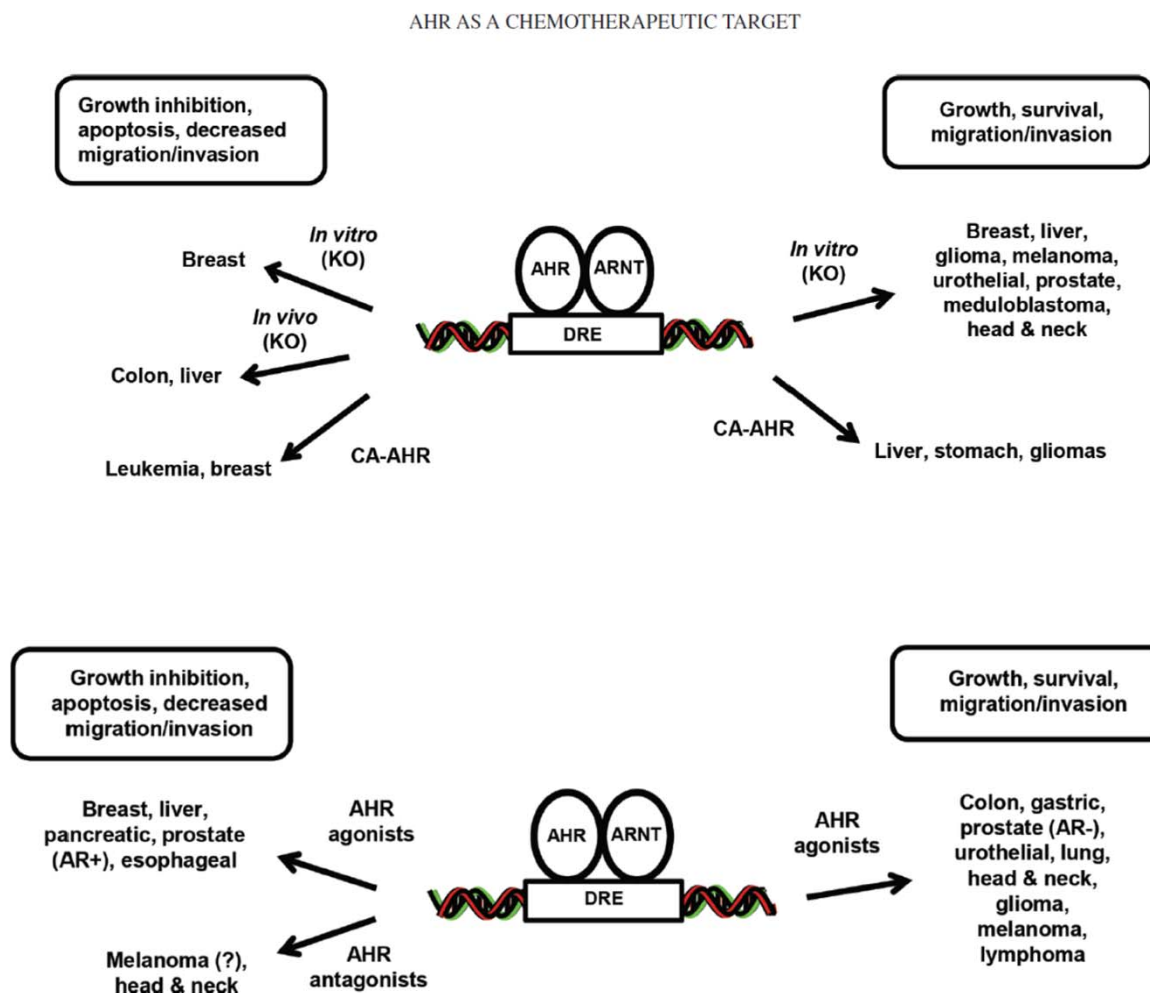 AHR AS A CHEMOTHERAPEUTIC TARGET
Growth inhibition,
apoptosis, decreased
migration/invasion
Growth, survival,
migration/invasion
Breast
In vitro
(KO)
In vivo
(KO)
Colon, liver
Leukemia, breast
CA-AHR
AHR
ARNT
DRE
In vitro
(KO)
Breast, liver,
glioma, melanoma,
urothelial, prostate,
meduloblastoma,
head & neck
CA-AHR
Liver, stomach, gliomas
Growth inhibition,
apoptosis, decreased
migration/invasion
Growth, survival,
migration/invasion
Breast, liver,
pancreatic, prostate
(AR+), esophageal
AHR
agonists
Melanoma (?),
head & neck
AHR
antagonists
AHR
ARNT
DRE
AHR
agonists
Colon, gastric,
prostate (AR-),
urothelial, lung,
head & neck,
glioma,
melanoma,
lymphoma